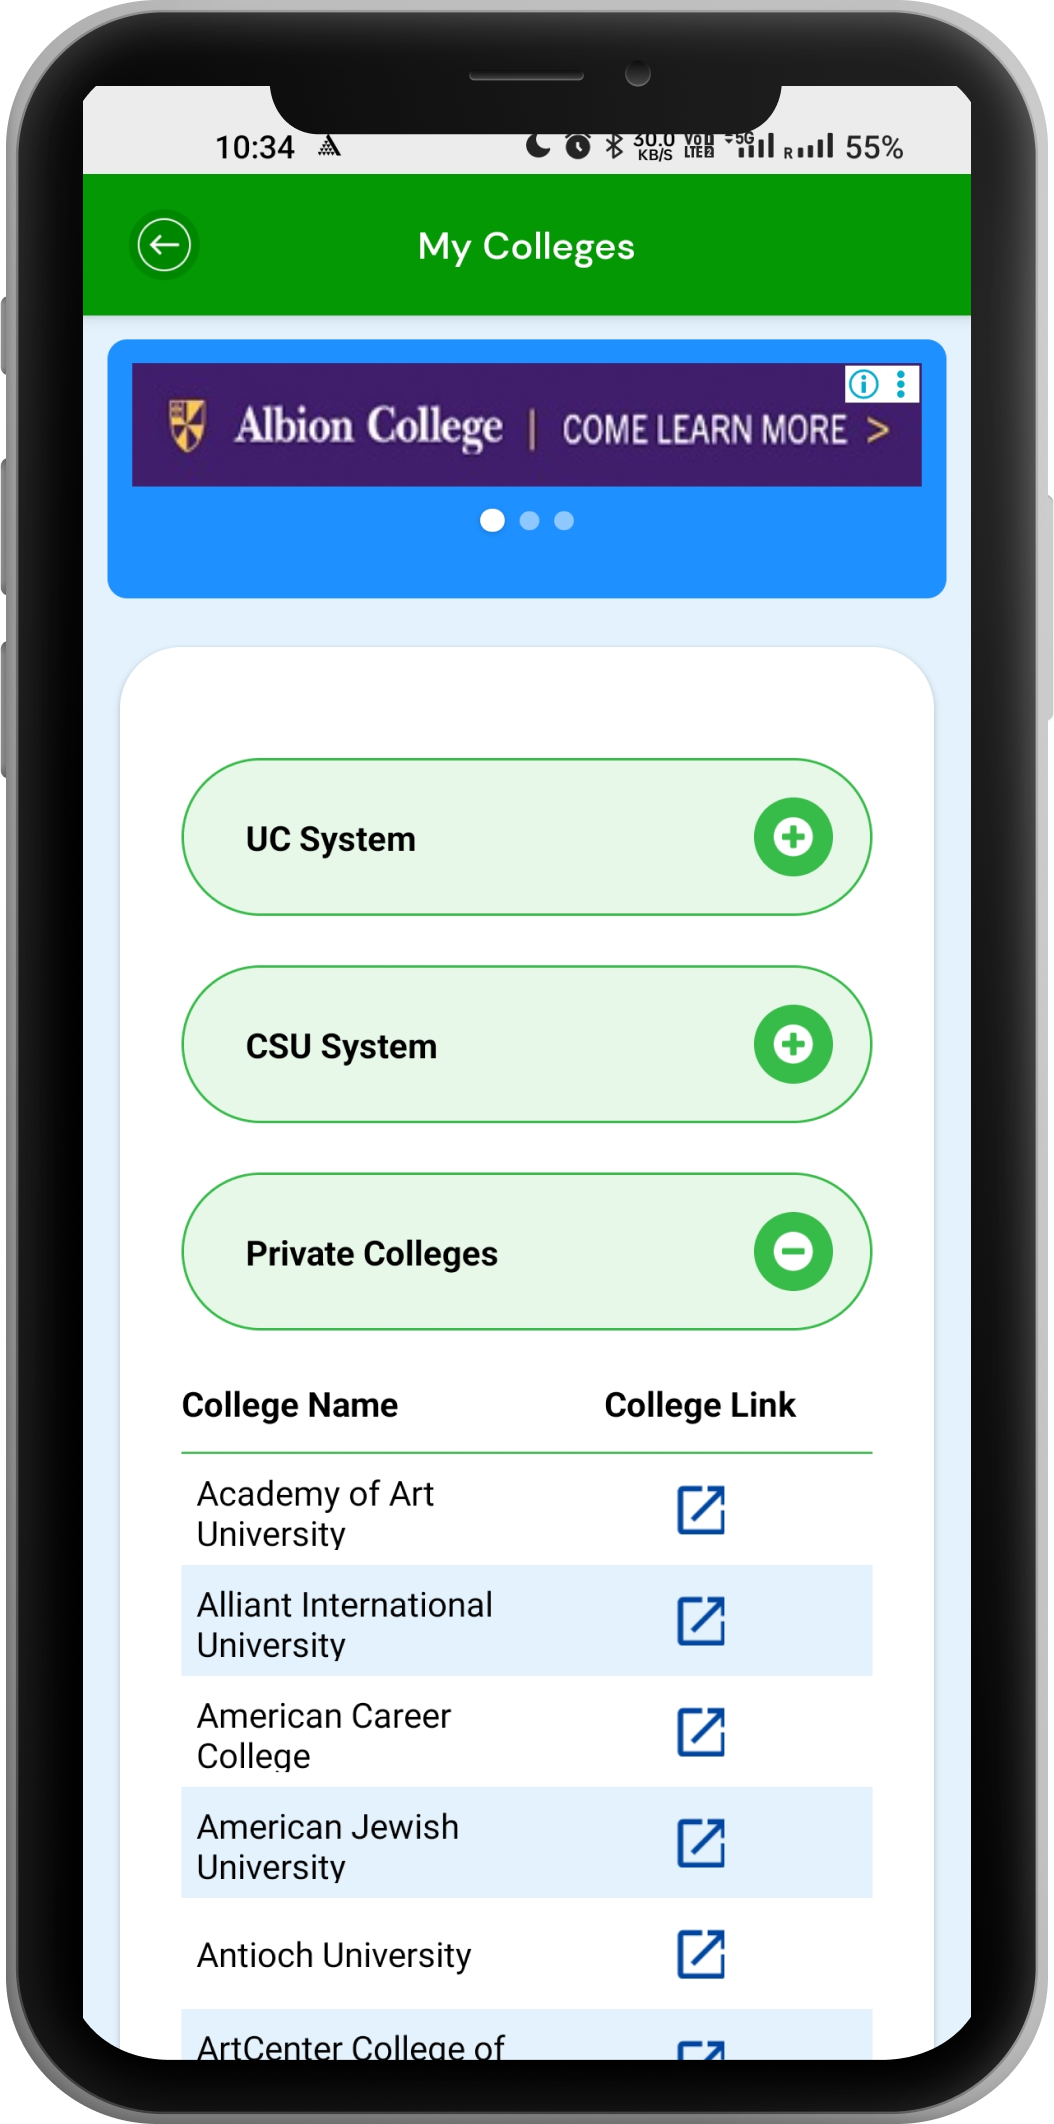 10:34 30.0 KB/S Vo LTE 2 5G R 55%
My Colleges
Albion College | COME LEARN MORE >
UC System
CSU System
Private Colleges
College Name College Link
Academy of Art
University
Alliant International
University
American Career
College
American Jewish
University
Antioch University
ArtCenter College of